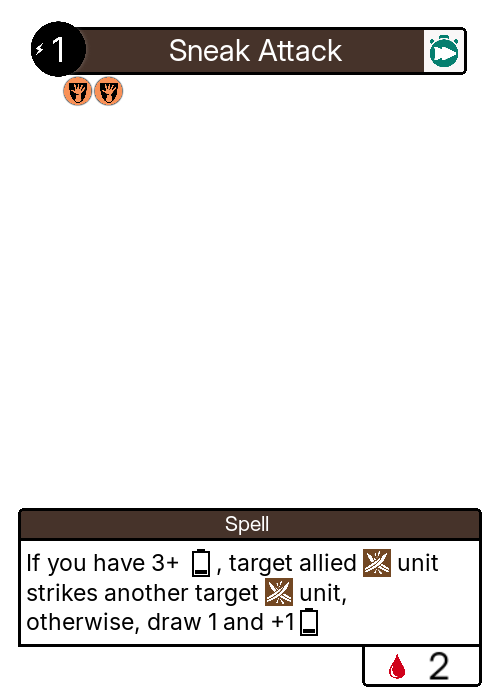 1 Sneak Attack
Spell
If you have 3+ , target allied unit
strikes another target unit,
otherwise, draw 1 and +1
2